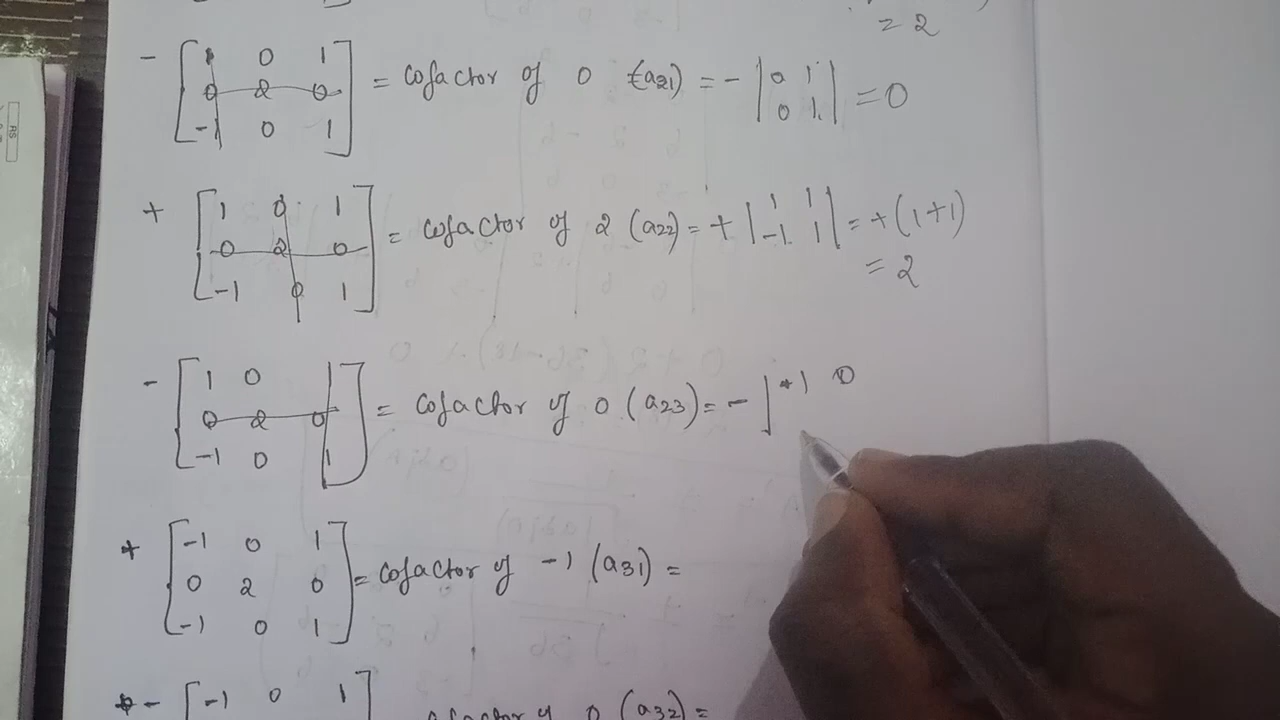 = 2
- [ 1 0 1
0 2 0
-1 0 1 ] = cofactor of 0 (a21) = - | 0 1
0 1 | = 0
+ [ 1 0 1
0 2 0
-1 0 1 ] = cofactor of 2 (a22) = + | 1 1
-1 1 | = + (1+1)
= 2
- [ 1 0 1
0 2 0
-1 0 1 ] = cofactor of 0 (a23) = - | 1 0
+ [ -1 0 1
0 2 0
-1 0 1 ] = cofactor of -1 (a31) =
- [ -1 0 1 cofactor of 0 (a32) =
RS